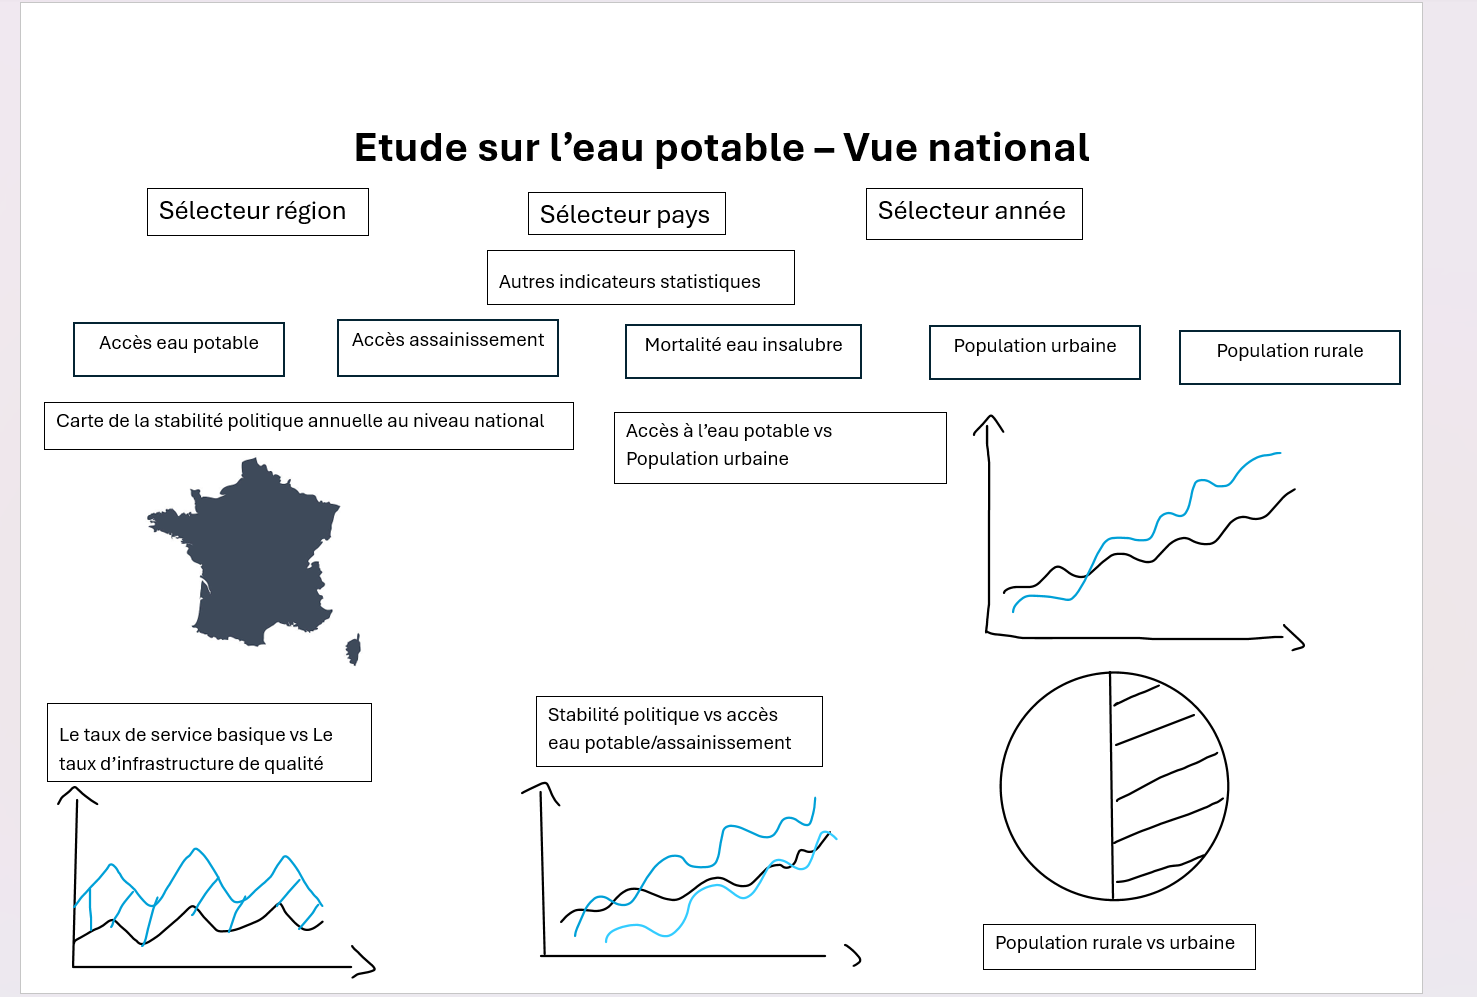 Etude sur l’eau potable – Vue national
Sélecteur région
Sélecteur pays
Sélecteur année
Autres indicateurs statistiques
Accès eau potable
Accès assainissement
Mortalité eau insalubre
Population urbaine
Population rurale
Carte de la stabilité politique annuelle au niveau national
Accès à l’eau potable vs
Population urbaine
Le taux de service basique vs Le
taux d’infrastructure de qualité
Stabilité politique vs accès
eau potable/assainissement
Population rurale vs urbaine